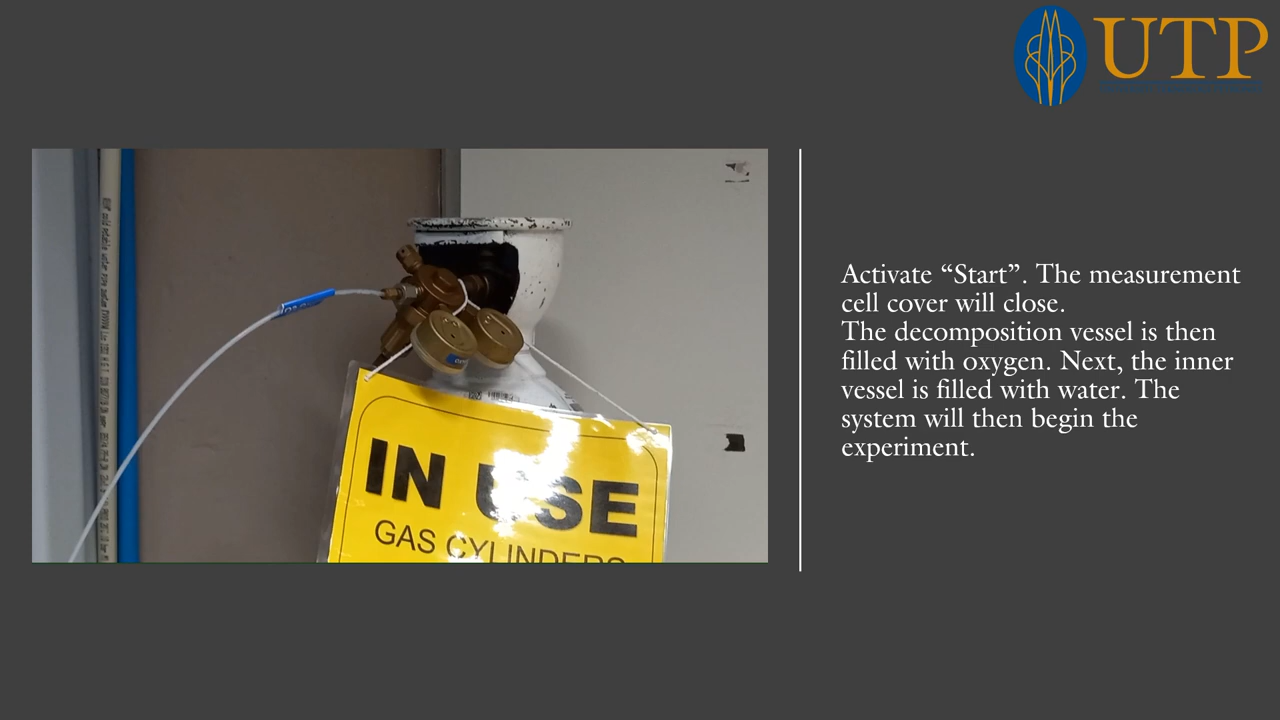 UTP
Activate “Start”. The measurement
cell cover will close.
The decomposition vessel is then
filled with oxygen. Next, the inner
vessel is filled with water. The
system will then begin the
experiment.
IN USE
GAS CYLINDERS